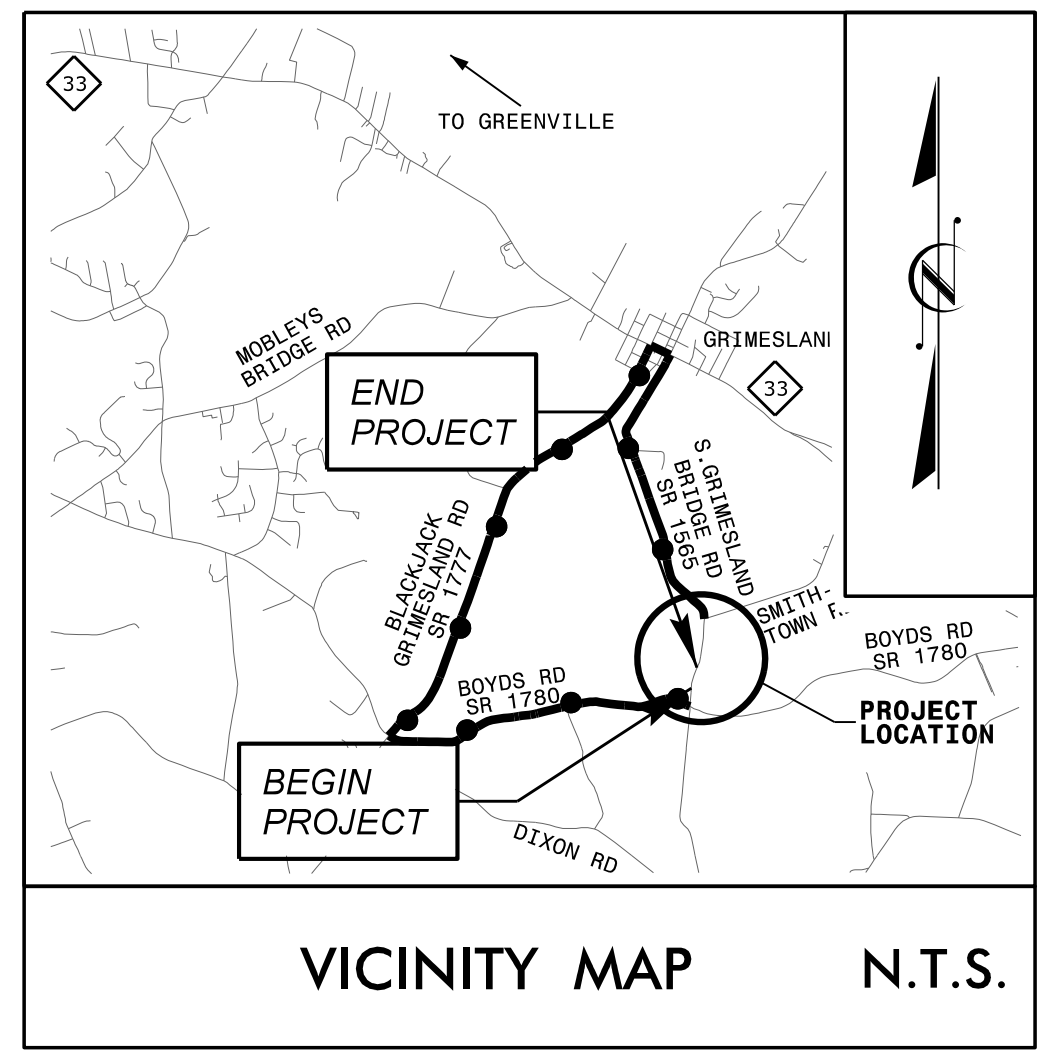 33
TO GREENVILLE
MOBLEYS
BRIDGE RD
GRIMESLAN
33
END
PROJECT
S.GRIMESLAND
BRIDGE RD
SR 1565
BLACKJACK
GRIMESLAND RD
SR 1777
SMITH-
TOWN
BOYDS RD
SR 1780
BOYDS RD
SR 1780
PROJECT
LOCATION
BEGIN
PROJECT
DIXON RD
N
VICINITY MAP
N.T.S.